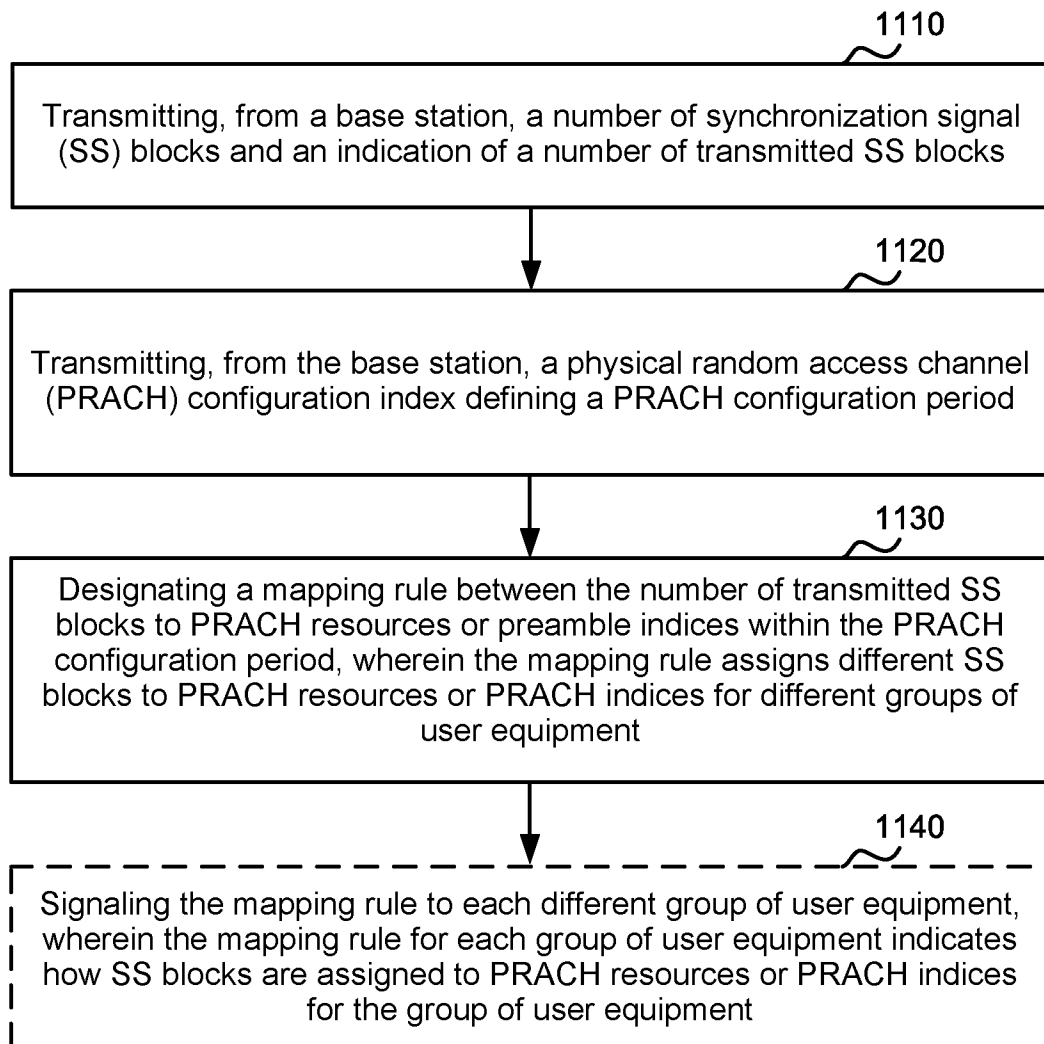 1110
Transmitting, from a base station, a number of synchronization signal
(SS) blocks and an indication of a number of transmitted SS blocks
1120
Transmitting, from the base station, a physical random access channel
(PRACH) configuration index defining a PRACH configuration period
1130
Designating a mapping rule between the number of transmitted SS
blocks to PRACH resources or preamble indices within the PRACH
configuration period, wherein the mapping rule assigns different SS
blocks to PRACH resources or PRACH indices for different groups of
user equipment
1140
Signaling the mapping rule to each different group of user equipment,
wherein the mapping rule for each group of user equipment indicates
how SS blocks are assigned to PRACH resources or PRACH indices
for the group of user equipment